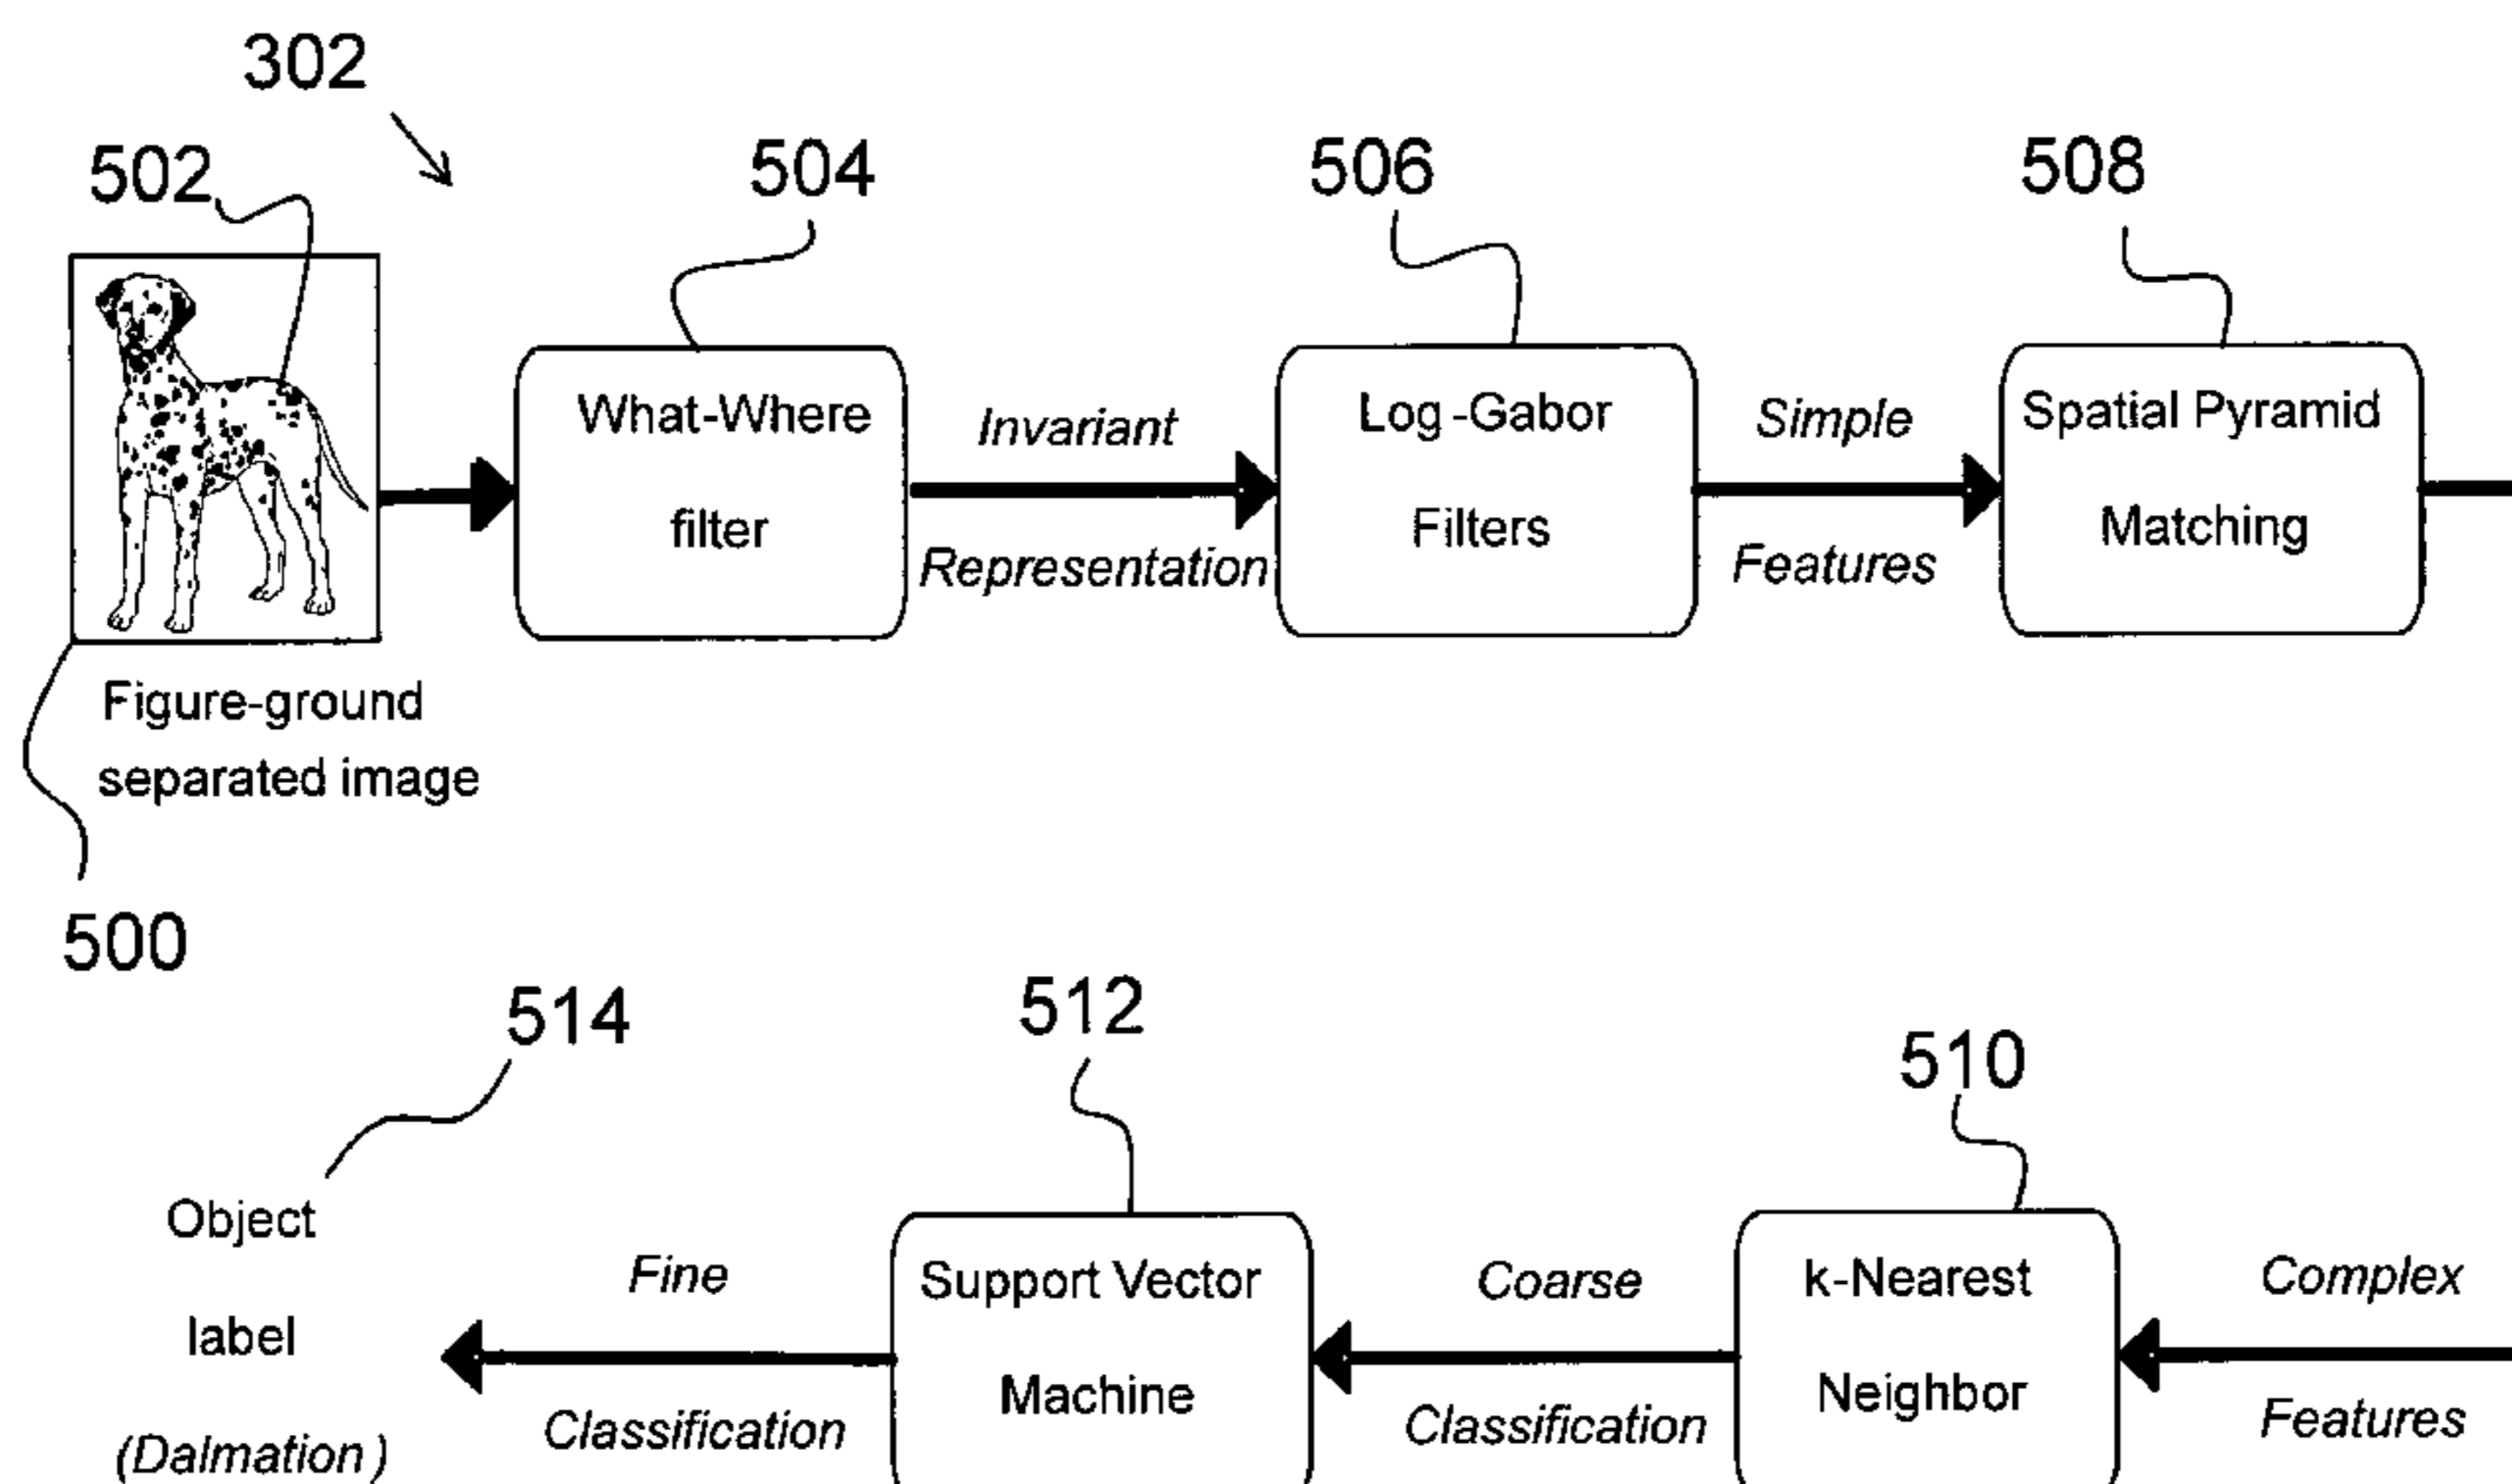 302
502
504
506
508
What-Where
filter
Invariant
Representation
Log-Gabor
Filters
Simple
Features
Spatial Pyramid
Matching
Figure-ground
separated image
500
514
512
510
Object
label
(Dalmation)
Fine
Classification
Support Vector
Machine
Coarse
Classification
k-Nearest
Neighbor
Complex
Features